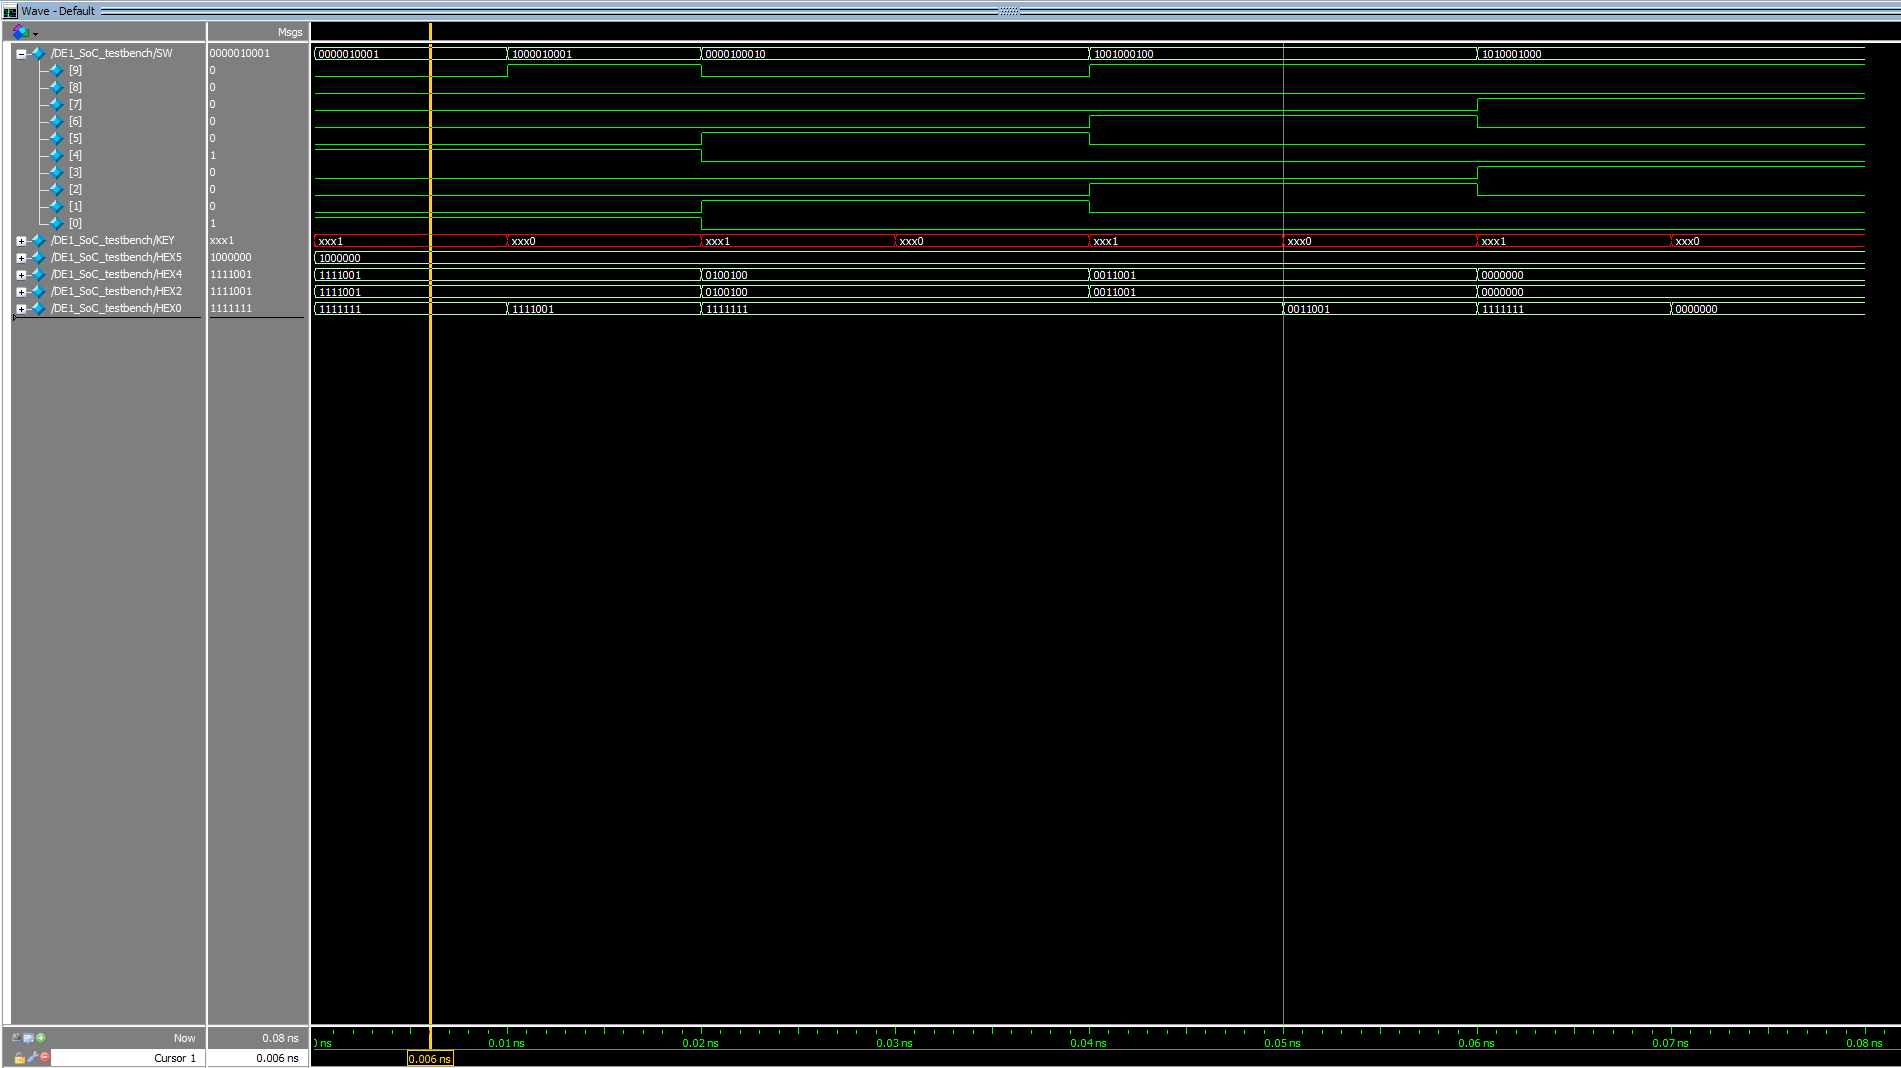 Wave - Default
Msgs
/DE1_SoC_testbench/SW 0000010001 0000010001 1000010001 0000100010 1001000100 1010001000
[9] 0
[8] 0
[7] 0
[6] 0
[5] 0
[4] 1
[3] 0
[2] 0
[1] 0
[0] 1
/DE1_SoC_testbench/KEY xxx1 xxx1 xxx0 xxx1 xxx0 xxx1 xxx0 xxx1 xxx0
/DE1_SoC_testbench/HEX5 1000000 1000000
/DE1_SoC_testbench/HEX4 1111001 1111001 0100100 0011001 0000000
/DE1_SoC_testbench/HEX2 1111001 1111001 0100100 0011001 0000000
/DE1_SoC_testbench/HEX0 1111111 1111111 1111001 1111111 0011001 1111111 0000000
Now 0.08 ns ns 0.01 ns 0.02 ns 0.03 ns 0.04 ns 0.05 ns 0.06 ns 0.07 ns 0.08 ns
Cursor 1 0.006 ns 0.006 ns